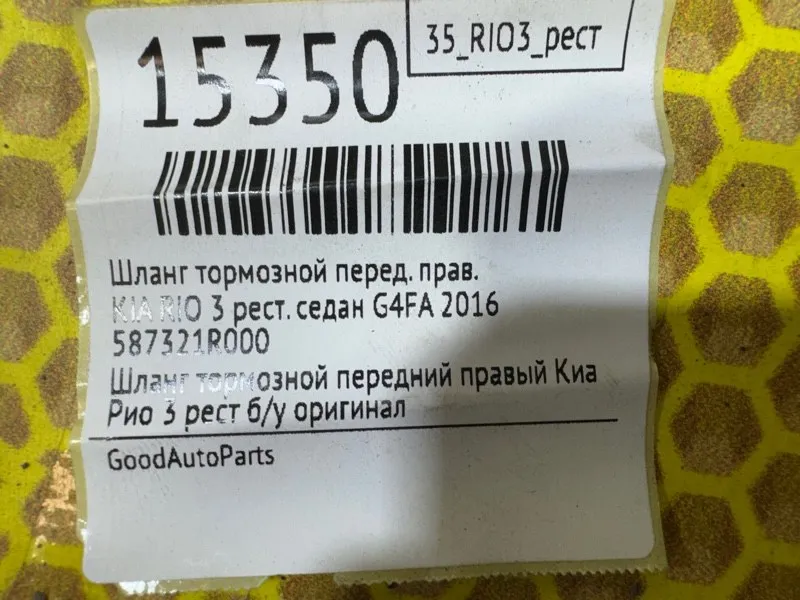 35_RIO3_рест
15350
Шланг тормозной перед. прав.
KIA RIO 3 рест. седан G4FA 2016
587321R000
Шланг тормозной передний правый Киа
Рио 3 рест б/у оригинал
GoodAutoParts